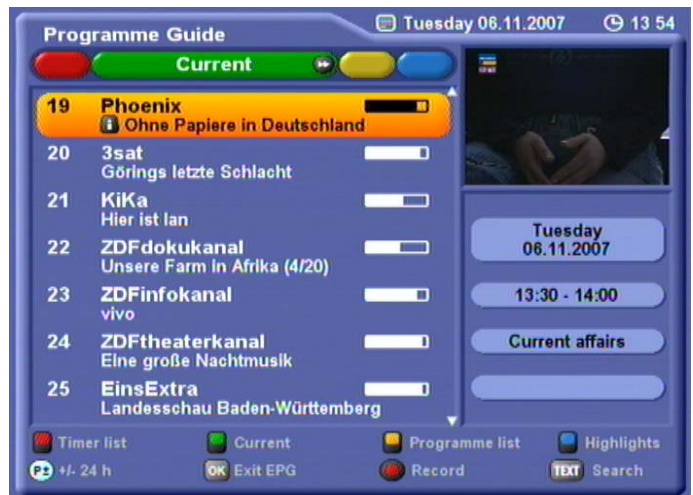 Programme Guide
Tuesday 06.11.2007
13 54
Current
19 Phoenix
Ohne Papiere in Deutschland
20 3sat
Görings letzte Schlacht
21 KiKa
Hier ist Ian
22 ZDFdokukanal
Unsere Farm in Afrika (4/20)
23 ZDFinfokanal
vivo
24 ZDFtheaterkanal
Eine große Nachtmusik
25 EinsExtra
Landesschau Baden-Württemberg
Tuesday
06.11.2007
13:30 - 14:00
Current affairs
Timer list
Current
Programme list
Highlights
P± +/- 24 h
OK Exit EPG
Record
TEXT Search